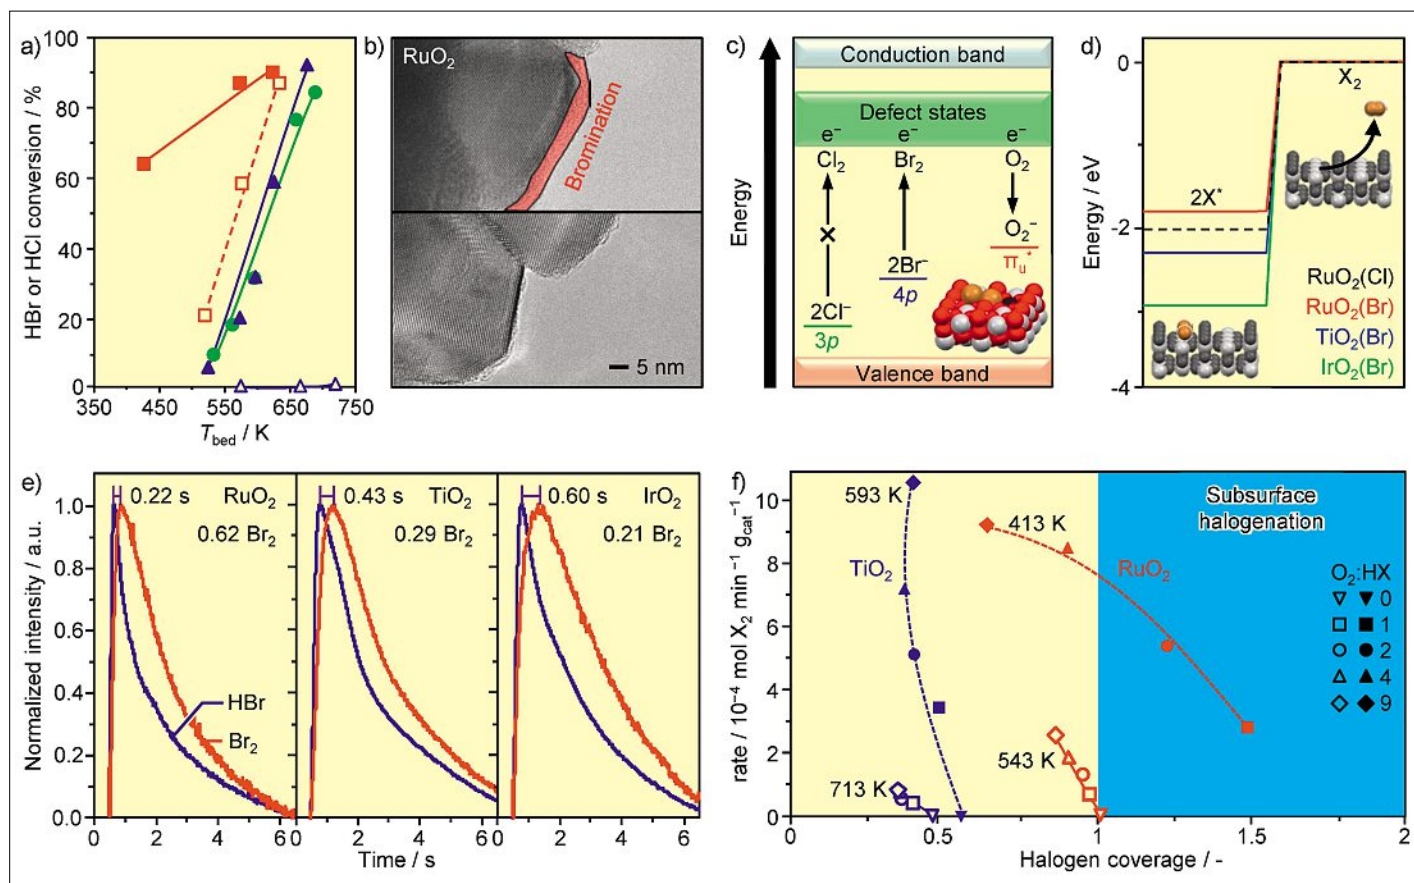 a)
HBr or HCl conversion / %
100
80
60
40
20
0
350
450
550
650
750
T_bed / K
b)
RuO₂
Bromination
5 nm
c)
Energy
Conduction band
Defect states
e⁻ e⁻ e⁻
Cl₂ Br₂ O₂
O₂⁻
π_u*
2Br⁻
4p
2Cl⁻
3p
Valence band
d)
Energy / eV
0
-2
-4
X₂
2X*
RuO₂(Cl)
RuO₂(Br)
TiO₂(Br)
IrO₂(Br)
e)
Normalized intensity / a.u.
1.0
0.8
0.6
0.4
0.2
0.0
0.22 s RuO₂
0.62 Br₂
HBr
Br₂
0.43 s TiO₂
0.29 Br₂
0.60 s IrO₂
0.21 Br₂
0 2 4 6 0 2 4 6 0 2 4 6
Time / s
f)
rate / 10⁻⁴ mol X₂ min⁻¹ g_cat⁻¹
10
8
6
4
2
0
593 K
TiO₂
413 K
RuO₂
543 K
713 K
Subsurface
halogenation
O₂:HX
0
1
2
4
9
0 0.5 1 1.5 2
Halogen coverage / -